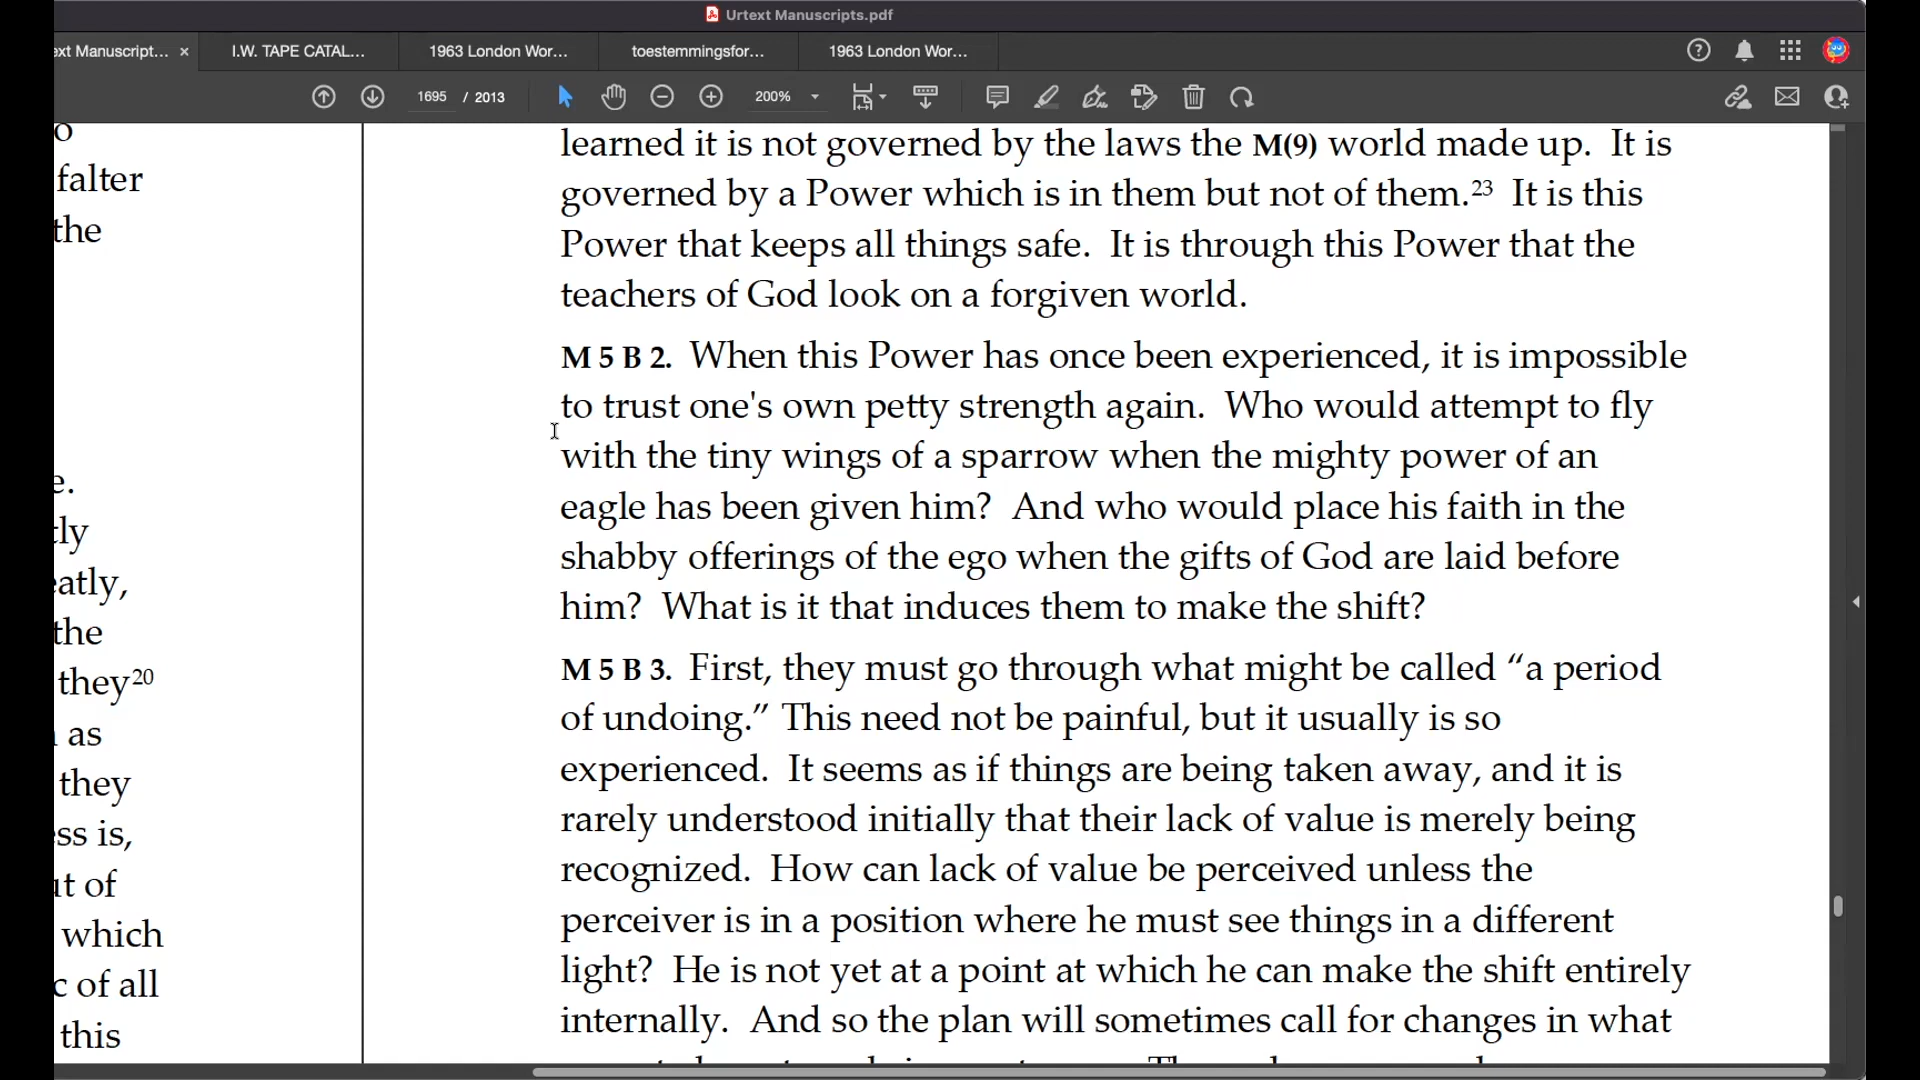 Urtext Manuscripts.pdf
ext Manuscript... ×
I.W. TAPE CATAL...
1963 London Wor...
toestemmingsfor...
1963 London Wor...
1695 / 2013
200%
falter
the
e.
tly
eatly,
the
they20
as
they
ess is,
ut of
which
c of all
this
learned it is not governed by the laws the M(9) world made up. It is
governed by a Power which is in them but not of them.23 It is this
Power that keeps all things safe. It is through this Power that the
teachers of God look on a forgiven world.
M 5 B 2. When this Power has once been experienced, it is impossible
to trust one's own petty strength again. Who would attempt to fly
with the tiny wings of a sparrow when the mighty power of an
eagle has been given him? And who would place his faith in the
shabby offerings of the ego when the gifts of God are laid before
him? What is it that induces them to make the shift?
M 5 B 3. First, they must go through what might be called “a period
of undoing.” This need not be painful, but it usually is so
experienced. It seems as if things are being taken away, and it is
rarely understood initially that their lack of value is merely being
recognized. How can lack of value be perceived unless the
perceiver is in a position where he must see things in a different
light? He is not yet at a point at which he can make the shift entirely
internally. And so the plan will sometimes call for changes in what